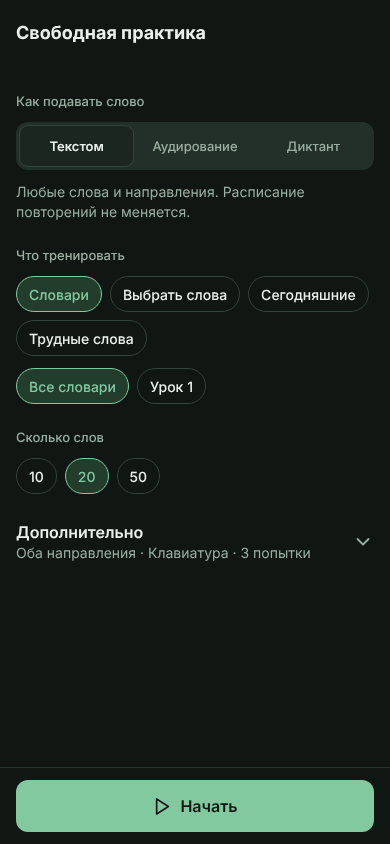 Свободная практика
Как подавать слово
Текстом Аудирование Диктант
Любые слова и направления. Расписание
повторений не меняется.
Что тренировать
Словари Выбрать слова Сегодняшние
Трудные слова
Все словари Урок 1
Сколько слов
10 20 50
Дополнительно
Оба направления · Клавиатура · 3 попытки
Начать